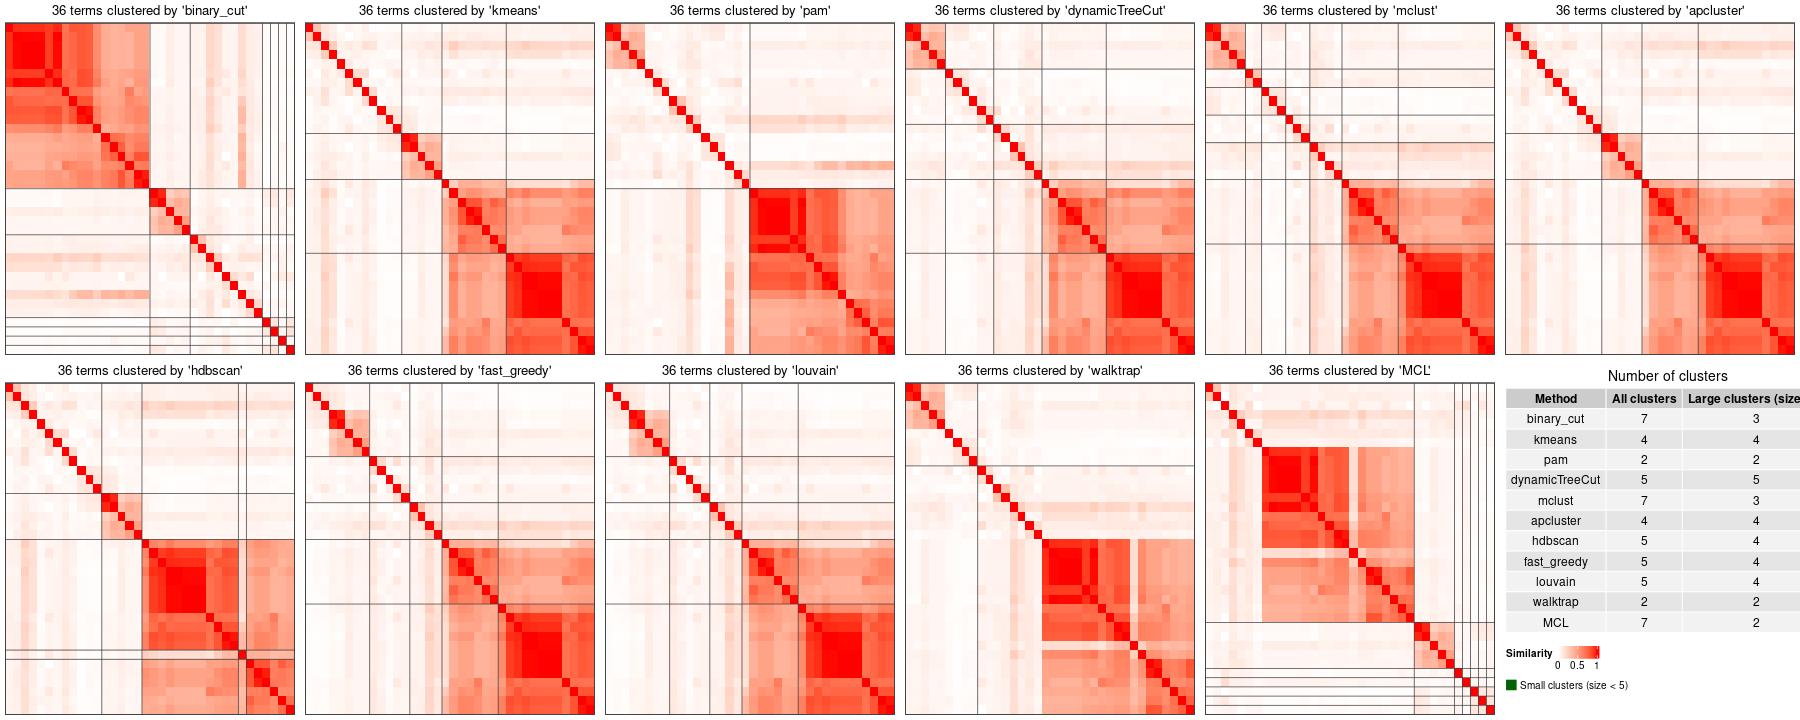 36 terms clustered by 'binary_cut'
36 terms clustered by 'kmeans'
36 terms clustered by 'pam'
36 terms clustered by 'dynamicTreeCut'
36 terms clustered by 'mclust'
36 terms clustered by 'apcluster'
36 terms clustered by 'hdbscan'
36 terms clustered by 'fast_greedy'
36 terms clustered by 'louvain'
36 terms clustered by 'walktrap'
36 terms clustered by 'MCL'
Number of clusters
Method All clusters Large clusters (size
binary_cut 7 3
kmeans 4 4
pam 2 2
dynamicTreeCut 5 5
mclust 7 3
apcluster 4 4
hdbscan 5 4
fast_greedy 5 4
louvain 5 4
walktrap 2 2
MCL 7 2
Similarity
0 0.5 1
Small clusters (size < 5)